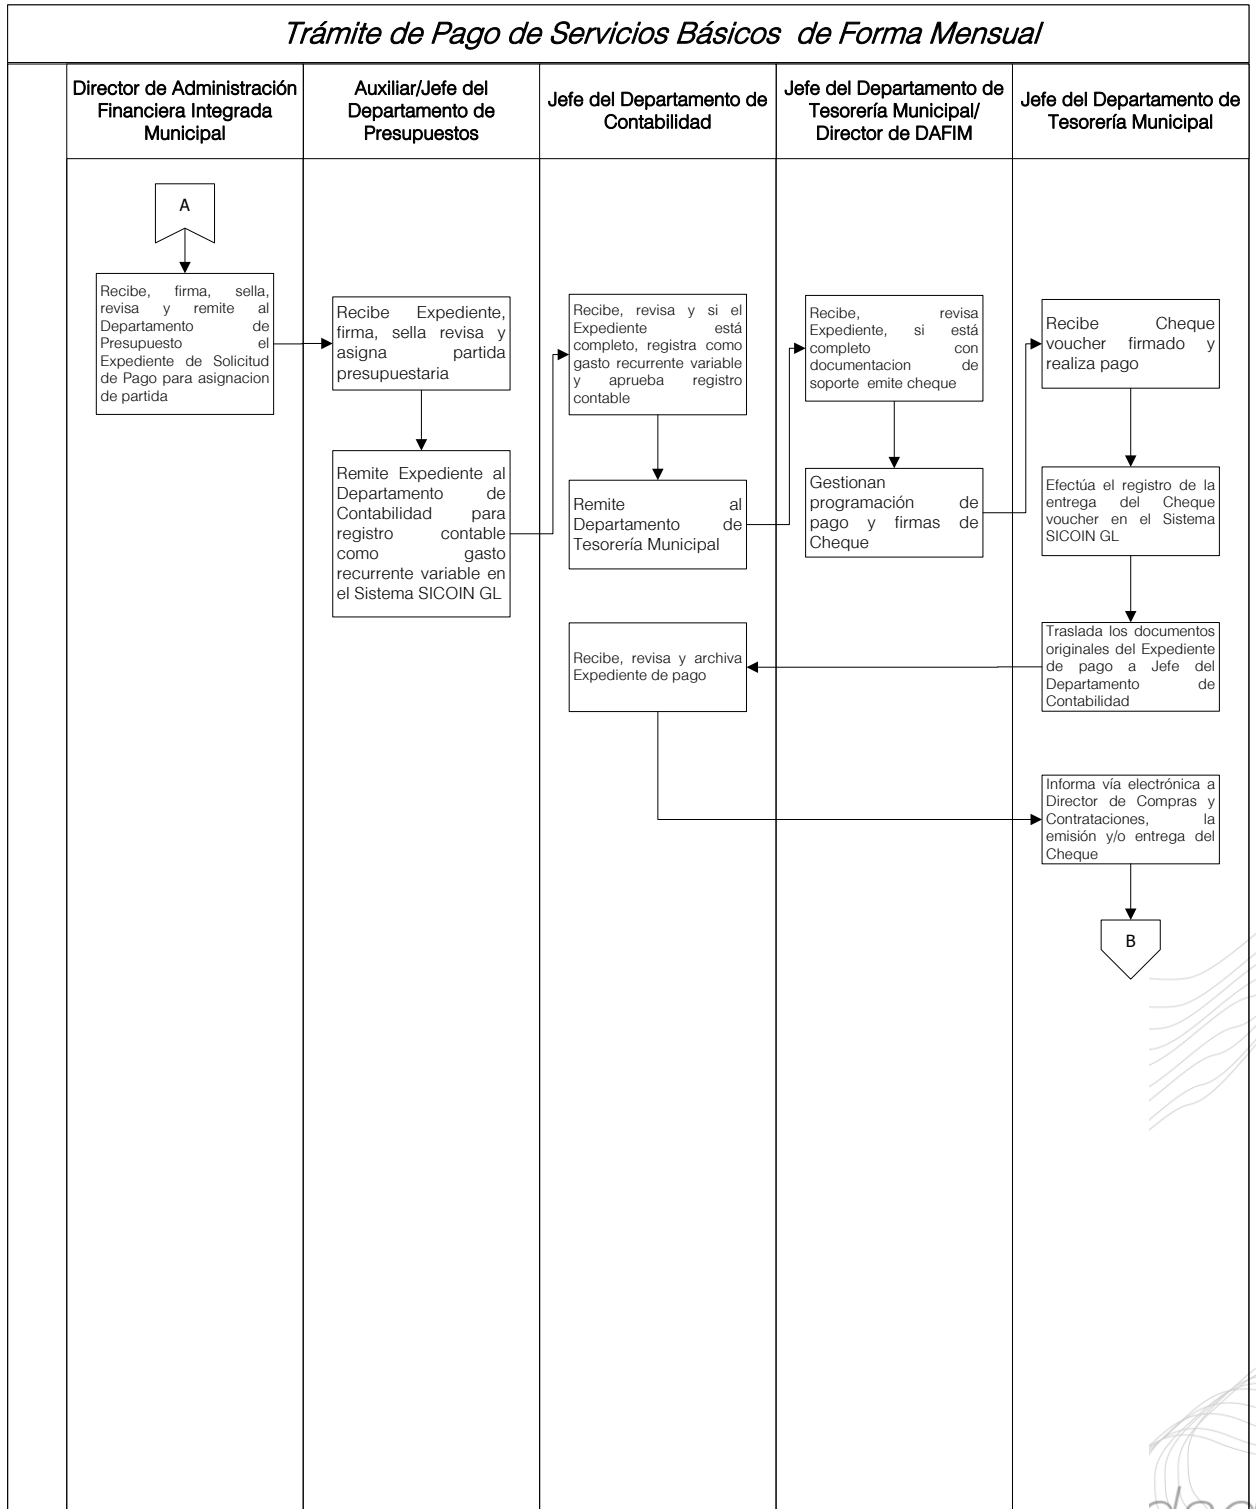 Trámite de Pago de Servicios Básicos de Forma Mensual
Director de Administración
Financiera Integrada
Municipal
Auxiliar/Jefe del
Departamento de
Presupuestos
Jefe del Departamento de
Contabilidad
Jefe del Departamento de
Tesorería Municipal/
Director de DAFIM
Jefe del Departamento de
Tesorería Municipal
A
Recibe, firma, sella,
revisa y remite al
Departamento de
Presupuesto el
Expediente de Solicitud
de Pago para asignacion
de partida
Recibe Expediente,
firma, sella revisa y
asigna partida
presupuestaria
Remite Expediente al
Departamento de
Contabilidad para
registro contable
como gasto
recurrente variable en
el Sistema SICOIN GL
Recibe, revisa y si el
Expediente está
completo, registra como
gasto recurrente variable
y aprueba registro
contable
Remite al
Departamento de
Tesorería Municipal
Recibe, revisa
Expediente, si está
completo con
documentacion de
soporte emite cheque
Gestionan
programación de
pago y firmas de
Cheque
Recibe Cheque
voucher firmado y
realiza pago
Efectúa el registro de la
entrega del Cheque
voucher en el Sistema
SICOIN GL
Traslada los documentos
originales del Expediente
de pago a Jefe del
Departamento de
Contabilidad
Recibe, revisa y archiva
Expediente de pago
Informa vía electrónica a
Director de Compras y
Contrataciones, la
emisión y/o entrega del
Cheque
B